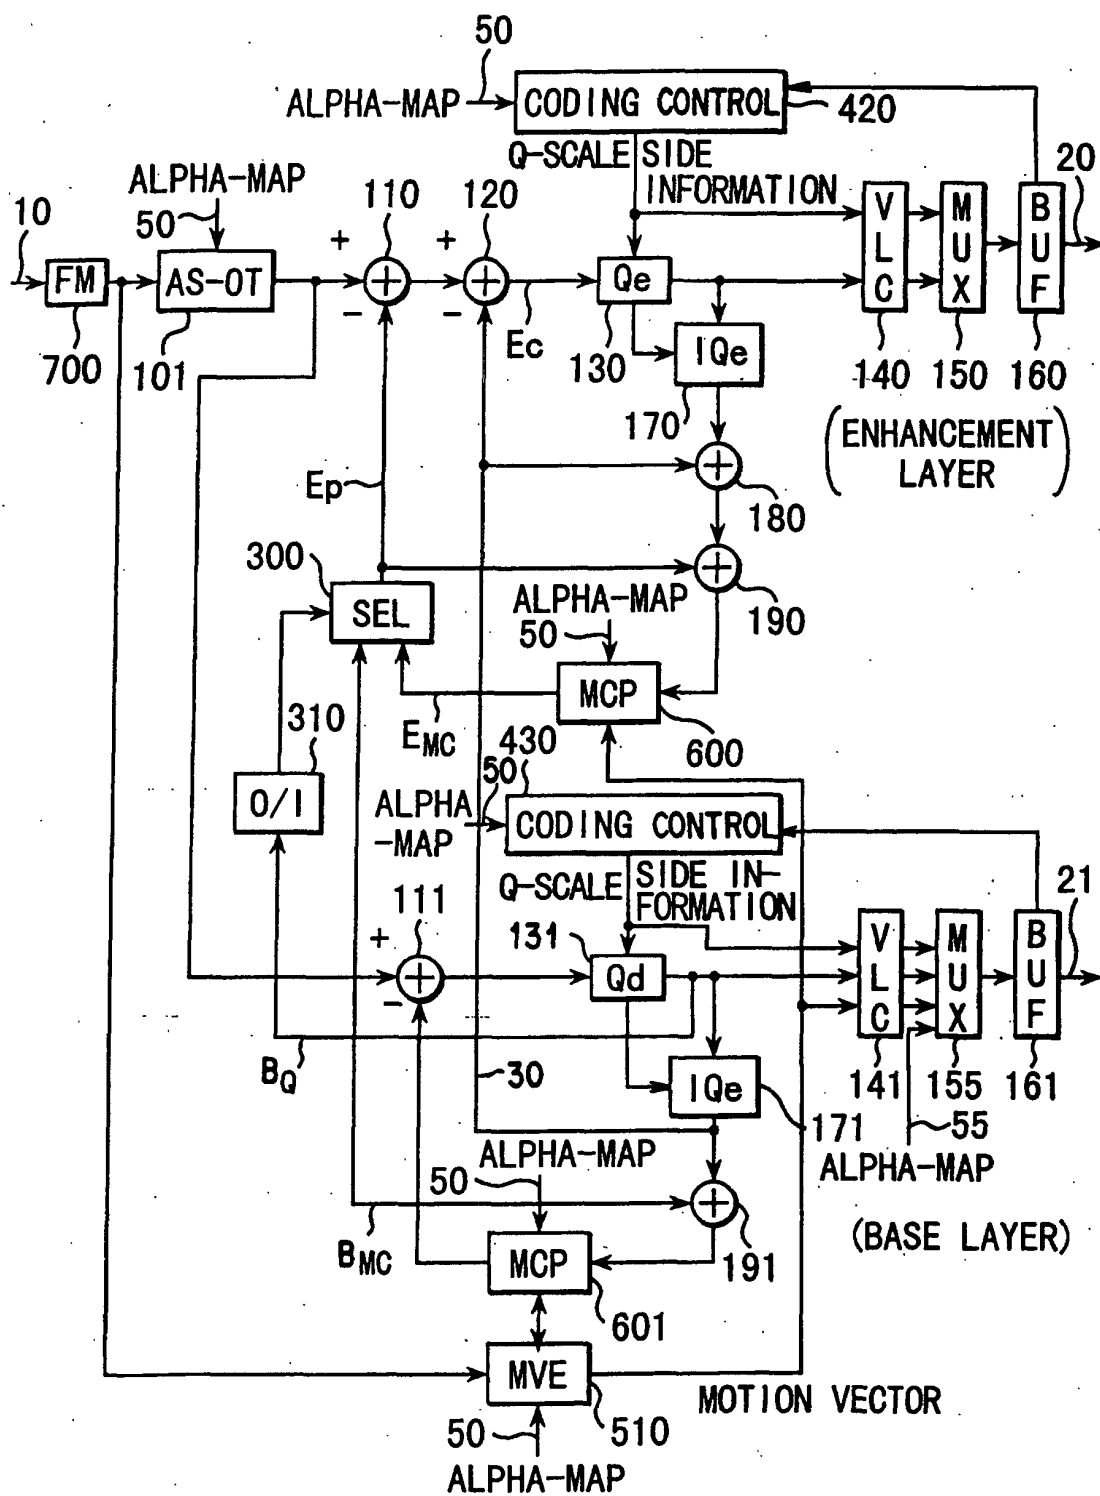 50
ALPHA-MAP
CODING CONTROL
420
Q-SCALE
SIDE
INFORMATION
ALPHA-MAP
50
110
120
20
10
+
+
FM
AS-OT
+
+
Qe
V
L
C
M
U
X
B
U
F
-
-
700
101
Ec
130
IQe
140
150
160
170
(ENHANCEMENT
LAYER)
+
Ep
180
300
+
ALPHA-MAP
SEL
50
190
MCP
310
EMC
600
430
O/I
50
ALPHA
-MAP
CODING CONTROL
Q-SCALE
SIDE IN-
FORMATION
111
21
+
131
+
-
Qd
V
L
C
M
U
X
B
U
F
BQ
30
IQe
141
155
161
171
55
ALPHA-MAP
ALPHA-MAP
50
+
BMC
191
(BASE LAYER)
MCP
601
MVE
MOTION VECTOR
50
510
ALPHA-MAP